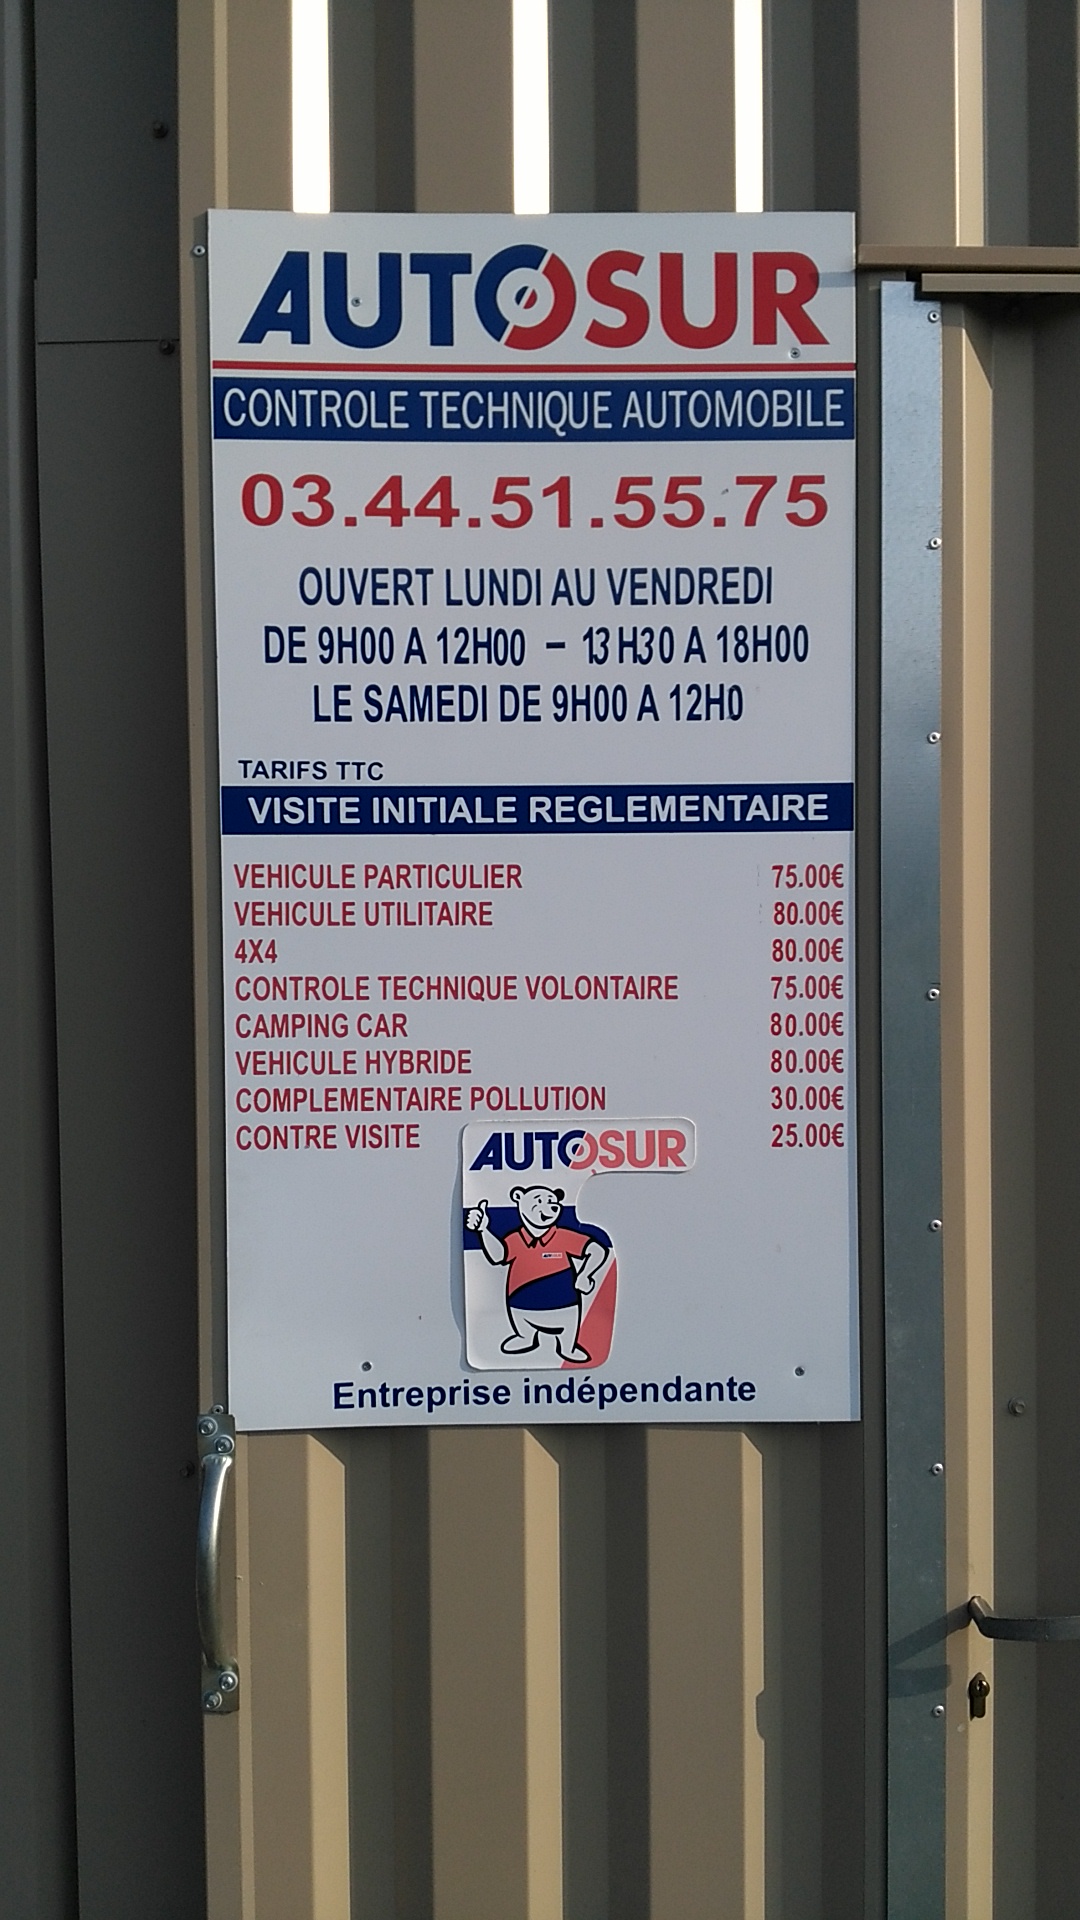 AUTOSUR
CONTROLE TECHNIQUE AUTOMOBILE
03.44.51.55.75
OUVERT LUNDI AU VENDREDI
DE 9H00 A 12H00 – 13H30 A 18H00
LE SAMEDI DE 9H00 A 12H0
TARIFS TTC
VISITE INITIALE REGLEMENTAIRE
VEHICULE PARTICULIER 75.00€
VEHICULE UTILITAIRE 80.00€
4X4 80.00€
CONTROLE TECHNIQUE VOLONTAIRE 75.00€
CAMPING CAR 80.00€
VEHICULE HYBRIDE 80.00€
COMPLEMENTAIRE POLLUTION 30.00€
CONTRE VISITE 25.00€
AUTOSUR
Entreprise indépendante